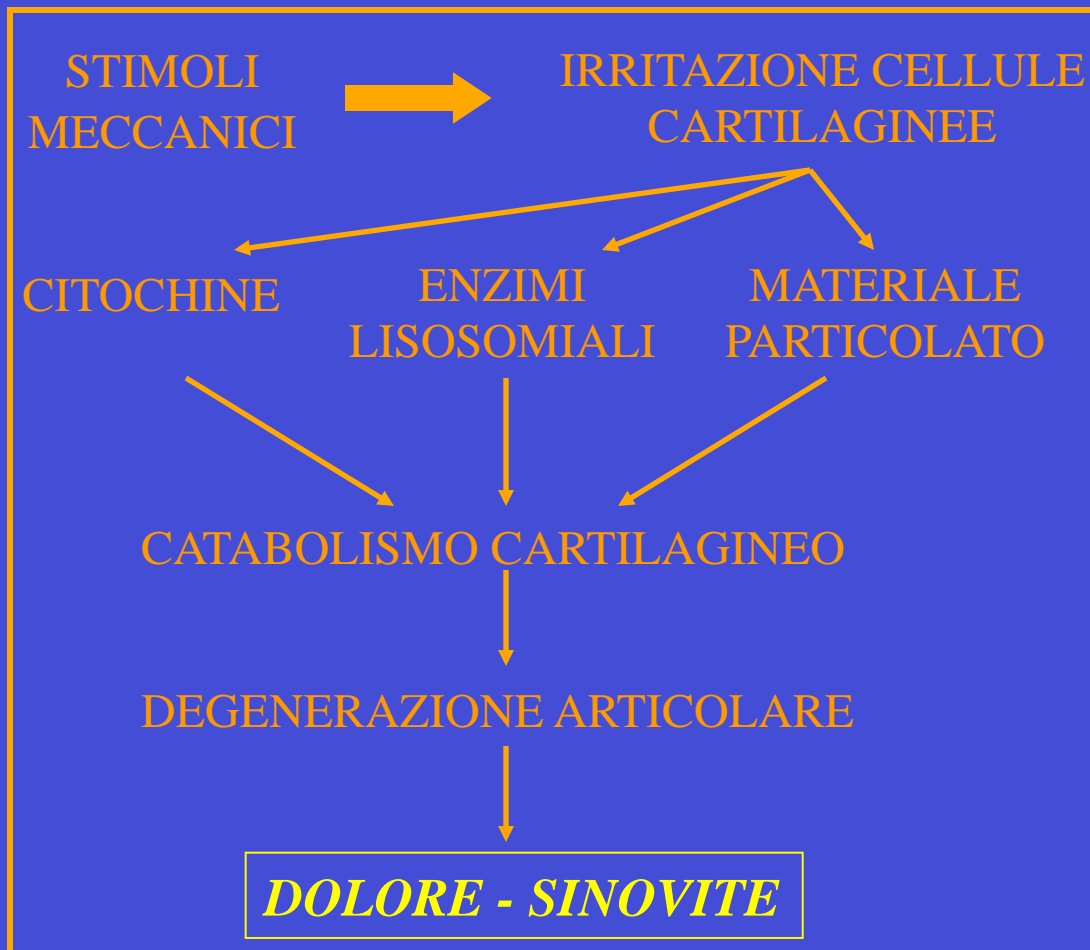 STIMOLI
MECCANICI
IRRITAZIONE CELLULE
CARTILAGINEE
CITOCHINE
ENZIMI
LISOSOMIALI
MATERIALE
PARTICOLATO
CATABOLISMO CARTILAGINEO
DEGENERAZIONE ARTICOLARE
DOLORE - SINOVITE